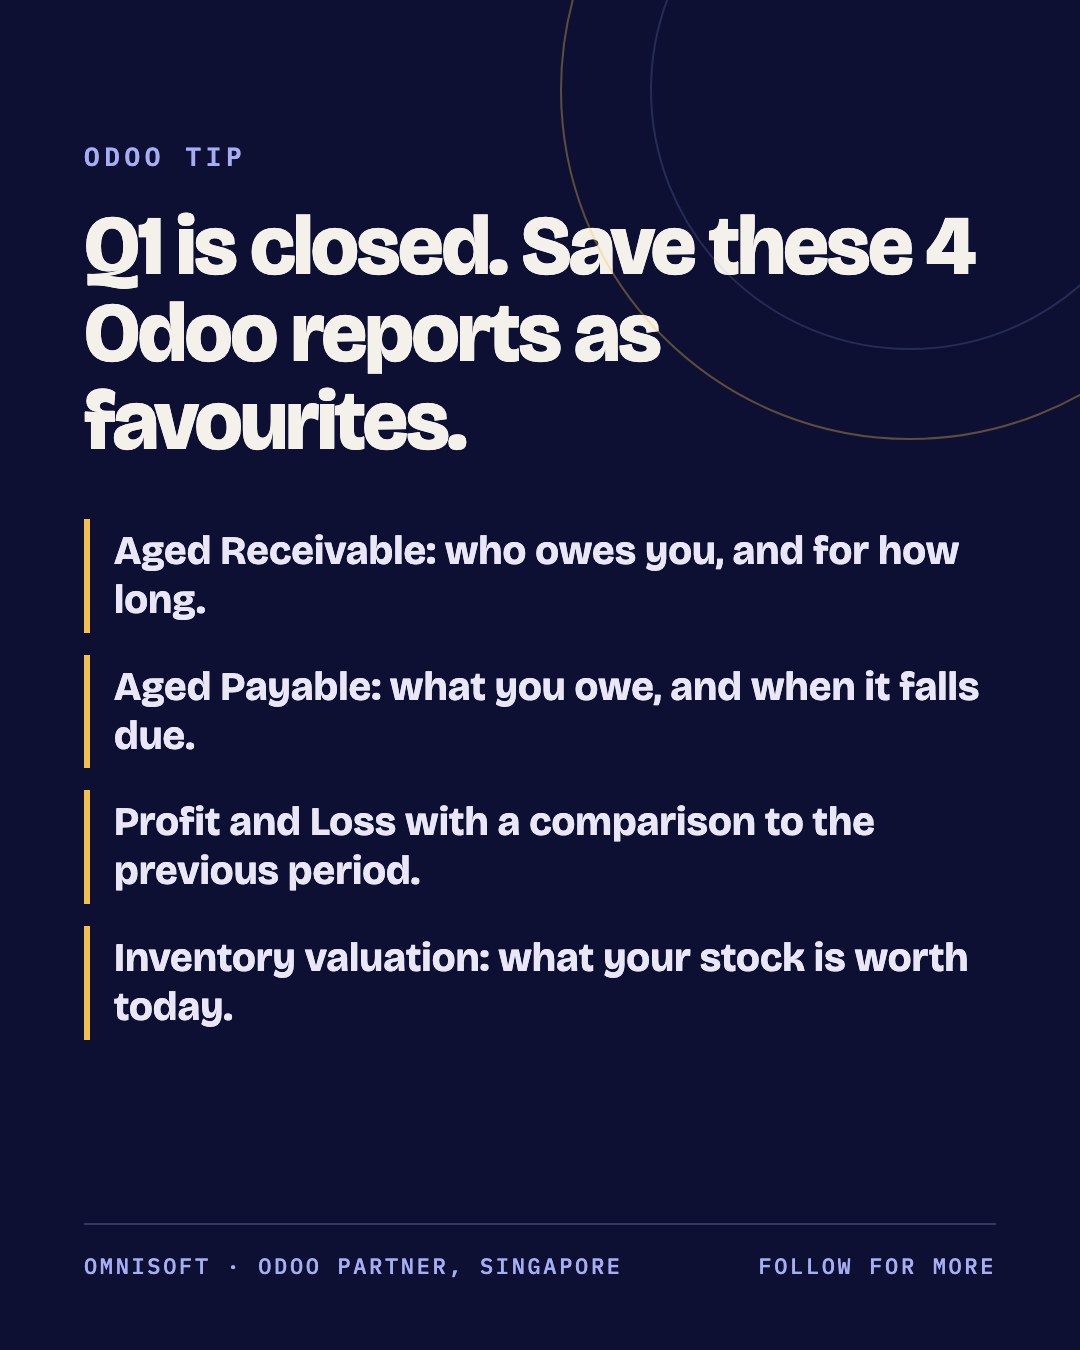 ODOO TIP
Q1 is closed. Save these 4
Odoo reports as
favourites.
Aged Receivable: who owes you, and for how
long.
Aged Payable: what you owe, and when it falls
due.
Profit and Loss with a comparison to the
previous period.
Inventory valuation: what your stock is worth
today.
OMNISOFT · ODOO PARTNER, SINGAPORE
FOLLOW FOR MORE